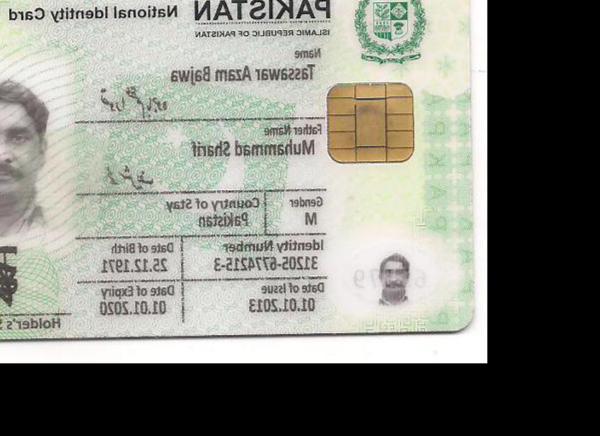 PAKISTAN National Identity Card
ISLAMIC REPUBLIC OF PAKISTAN
Name
Tassawar Azam Bajwa
Father Name
Muhammad Sharif
Gender Country of Stay
M Pakistan
Identity Number Date of Birth
31205-6774215-3 25.12.1971
Date of Issue Date of Expiry
01.01.2013 01.01.2020
Holder's